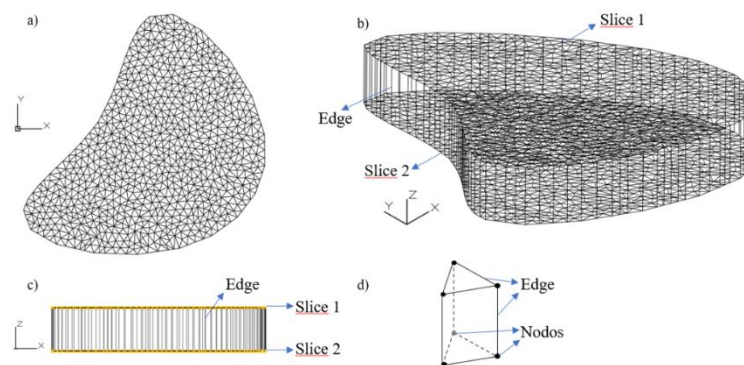 a)
Y
X
b)
Slice 1
Edge
Slice 2
Z
Y
X
c)
Edge
Slice 1
Slice 2
Z
X
d)
Edge
Nodos